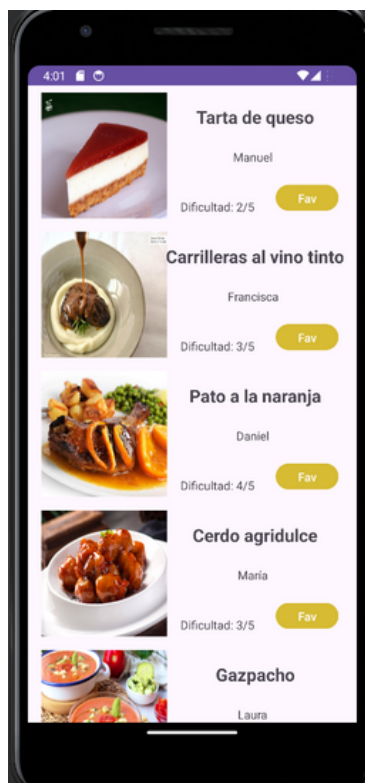 4:01
Tarta de queso
Manuel
Dificultad: 2/5
Fav
Carrilleras al vino tinto
Francisca
Dificultad: 3/5
Fav
Pato a la naranja
Daniel
Dificultad: 4/5
Fav
Cerdo agridulce
María
Dificultad: 3/5
Fav
Gazpacho
Laura